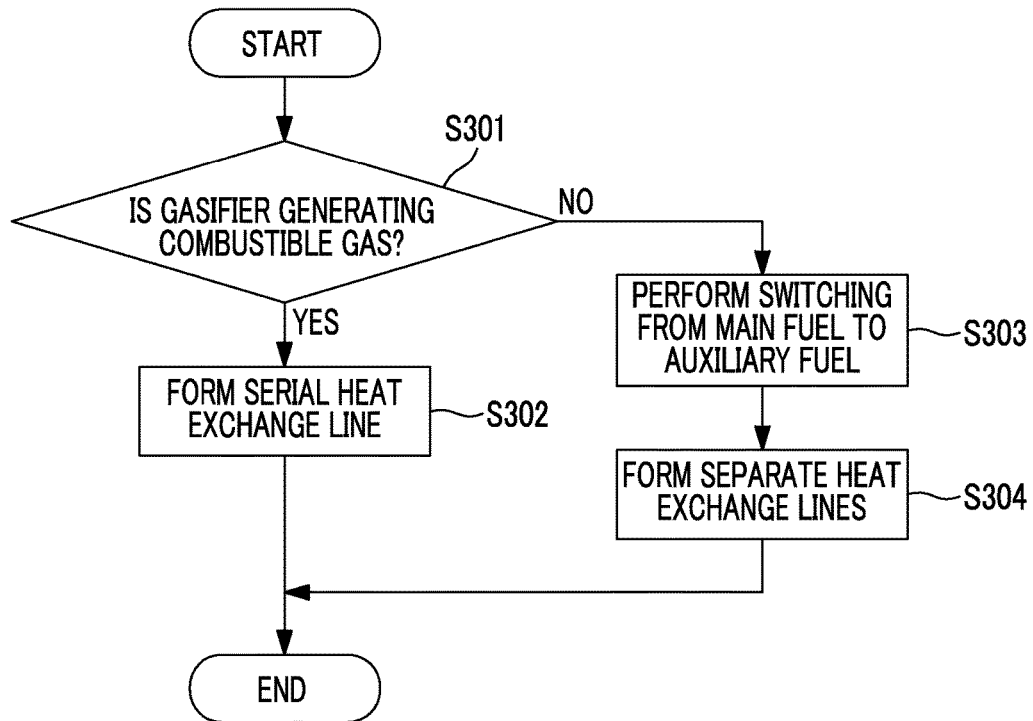 START
S301
IS GASIFIER GENERATING
COMBUSTIBLE GAS?
NO
YES
PERFORM SWITCHING
FROM MAIN FUEL TO
AUXILIARY FUEL
S303
FORM SERIAL HEAT
EXCHANGE LINE
S302
FORM SEPARATE HEAT
EXCHANGE LINES
S304
END